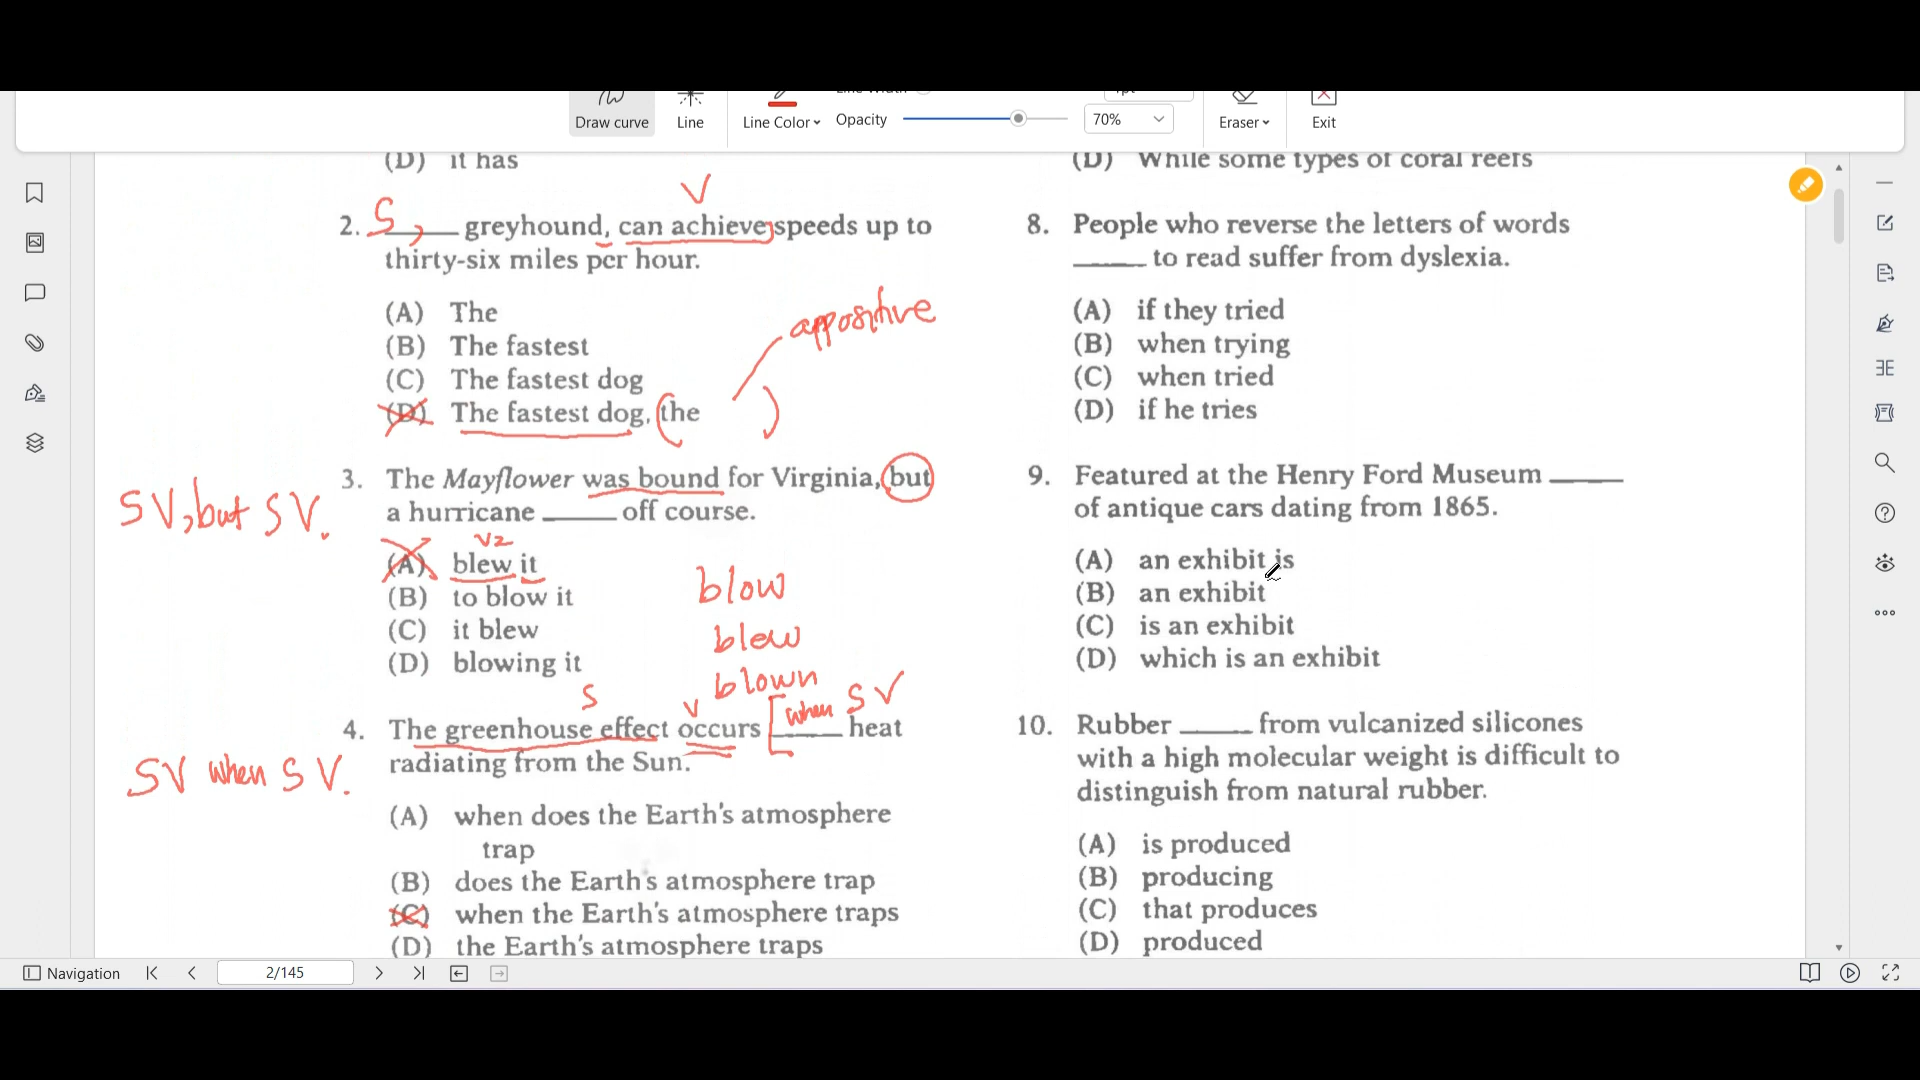 Draw curve
Line
Line Color
Opacity
70%
Eraser
Exit
(D) it has
V
S,
2. ____ greyhound, can achieve speeds up to
thirty-six miles per hour.
(A) The
(B) The fastest
(C) The fastest dog
(D) The fastest dog, the
appositive
3. The Mayflower was bound for Virginia, but
a hurricane ____ off course.
SV, but SV.
V2
(A) blew it
(B) to blow it
(C) it blew
(D) blowing it
blow
blew
blown
S
V
when S V
4. The greenhouse effect occurs ____ heat
radiating from the Sun.
SV when SV.
(A) when does the Earth's atmosphere
trap
(B) does the Earth's atmosphere trap
(C) when the Earth's atmosphere traps
(D) the Earth's atmosphere traps
(D) While some types of coral reefs
8. People who reverse the letters of words
____ to read suffer from dyslexia.
(A) if they tried
(B) when trying
(C) when tried
(D) if he tries
9. Featured at the Henry Ford Museum ____
of antique cars dating from 1865.
(A) an exhibit is
(B) an exhibit
(C) is an exhibit
(D) which is an exhibit
10. Rubber ____ from vulcanized silicones
with a high molecular weight is difficult to
distinguish from natural rubber.
(A) is produced
(B) producing
(C) that produces
(D) produced
Navigation
2/145